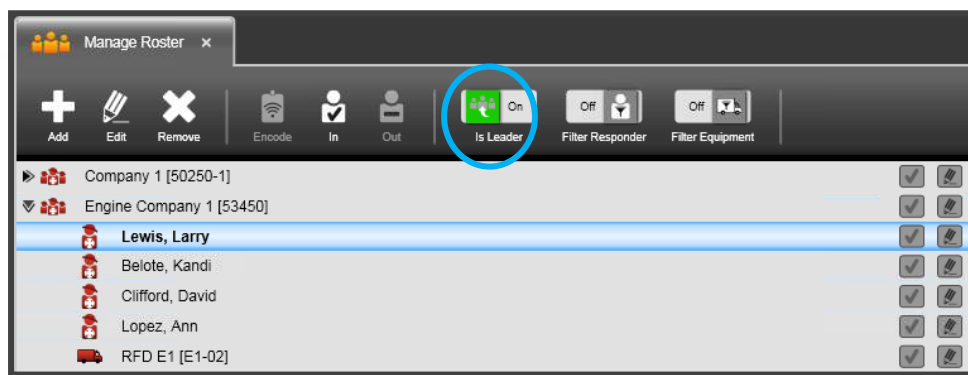 Manage Roster x
Add Edit Remove Encode In Out On Is Leader Off Filter Responder Off Filter Equipment
Company 1 [50250-1]
Engine Company 1 [53450]
Lewis, Larry
Belote, Kandi
Clifford, David
Lopez, Ann
RFD E1 [E1-02]